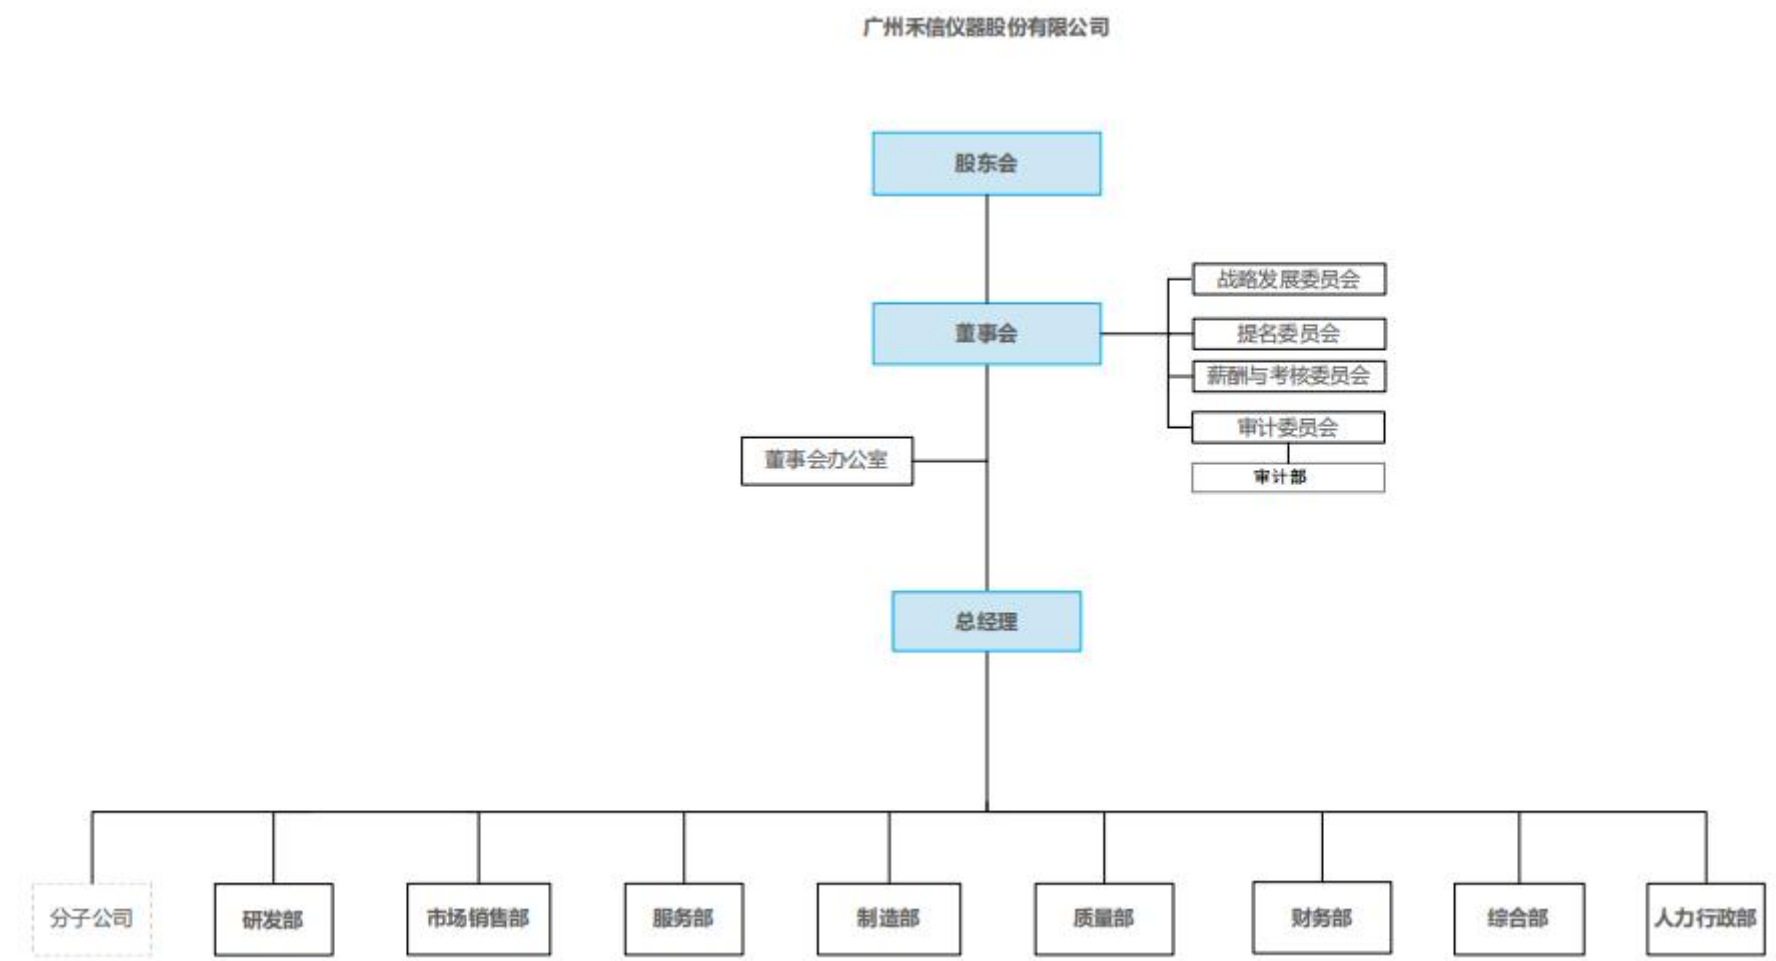 广州禾信仪器股份有限公司
股东会
董事会
战略发展委员会
提名委员会
薪酬与考核委员会
审计委员会
审计部
董事会办公室
总经理
分子公司
研发部
市场销售部
服务部
制造部
质量部
财务部
综合部
人力行政部